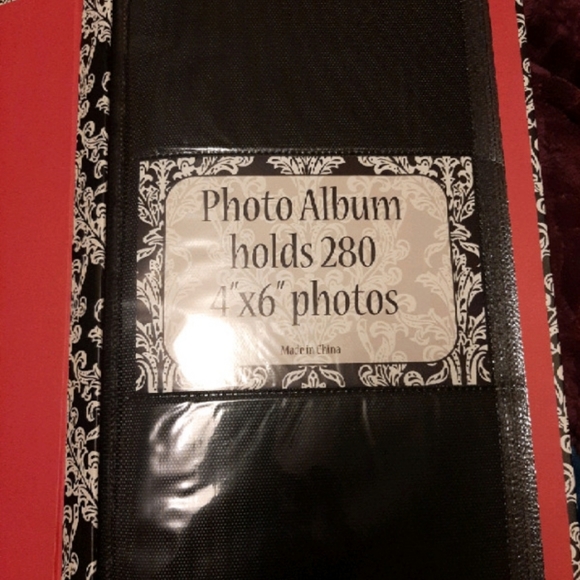 Photo Album
holds 280
4"x6" photos
Made in China